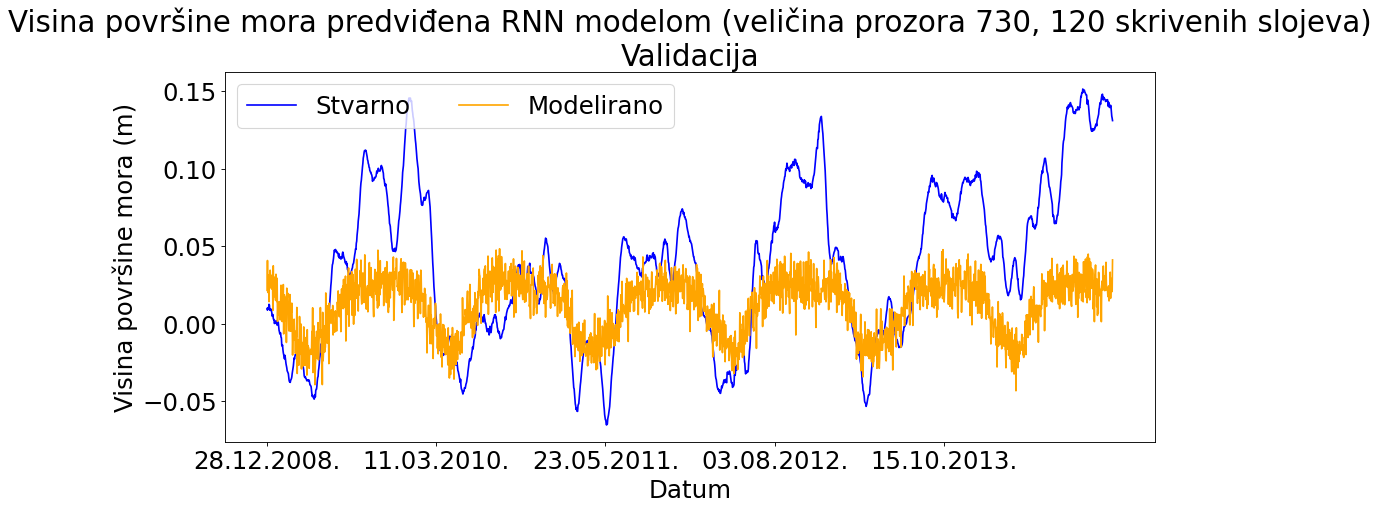 Visina površine mora predviđena RNN modelom (veličina prozora 730, 120 skrivenih slojeva)
Validacija
Stvarno
Modelirano
Visina površine mora (m)
0.15
0.10
0.05
0.00
−0.05
28.12.2008.
11.03.2010.
23.05.2011.
03.08.2012.
15.10.2013.
Datum